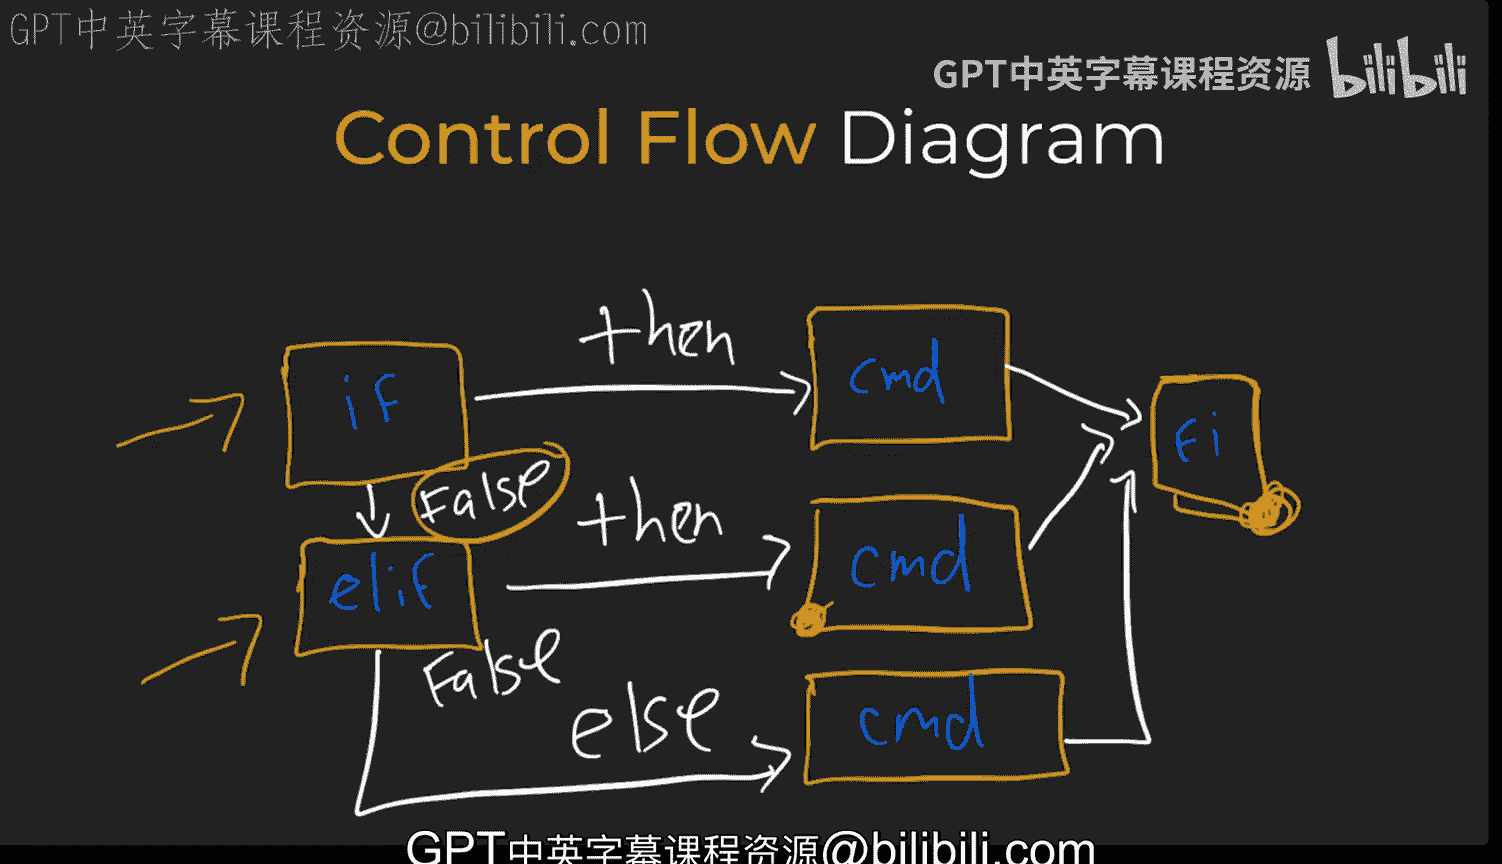 GPT中英字幕课程资源@bilibili.com
GPT中英字幕课程资源 bilibili
Control Flow Diagram
then
if
cmd
fi
False
then
elif
cmd
False
else
cmd
GPT中英字幕课程资源@bilibili.com